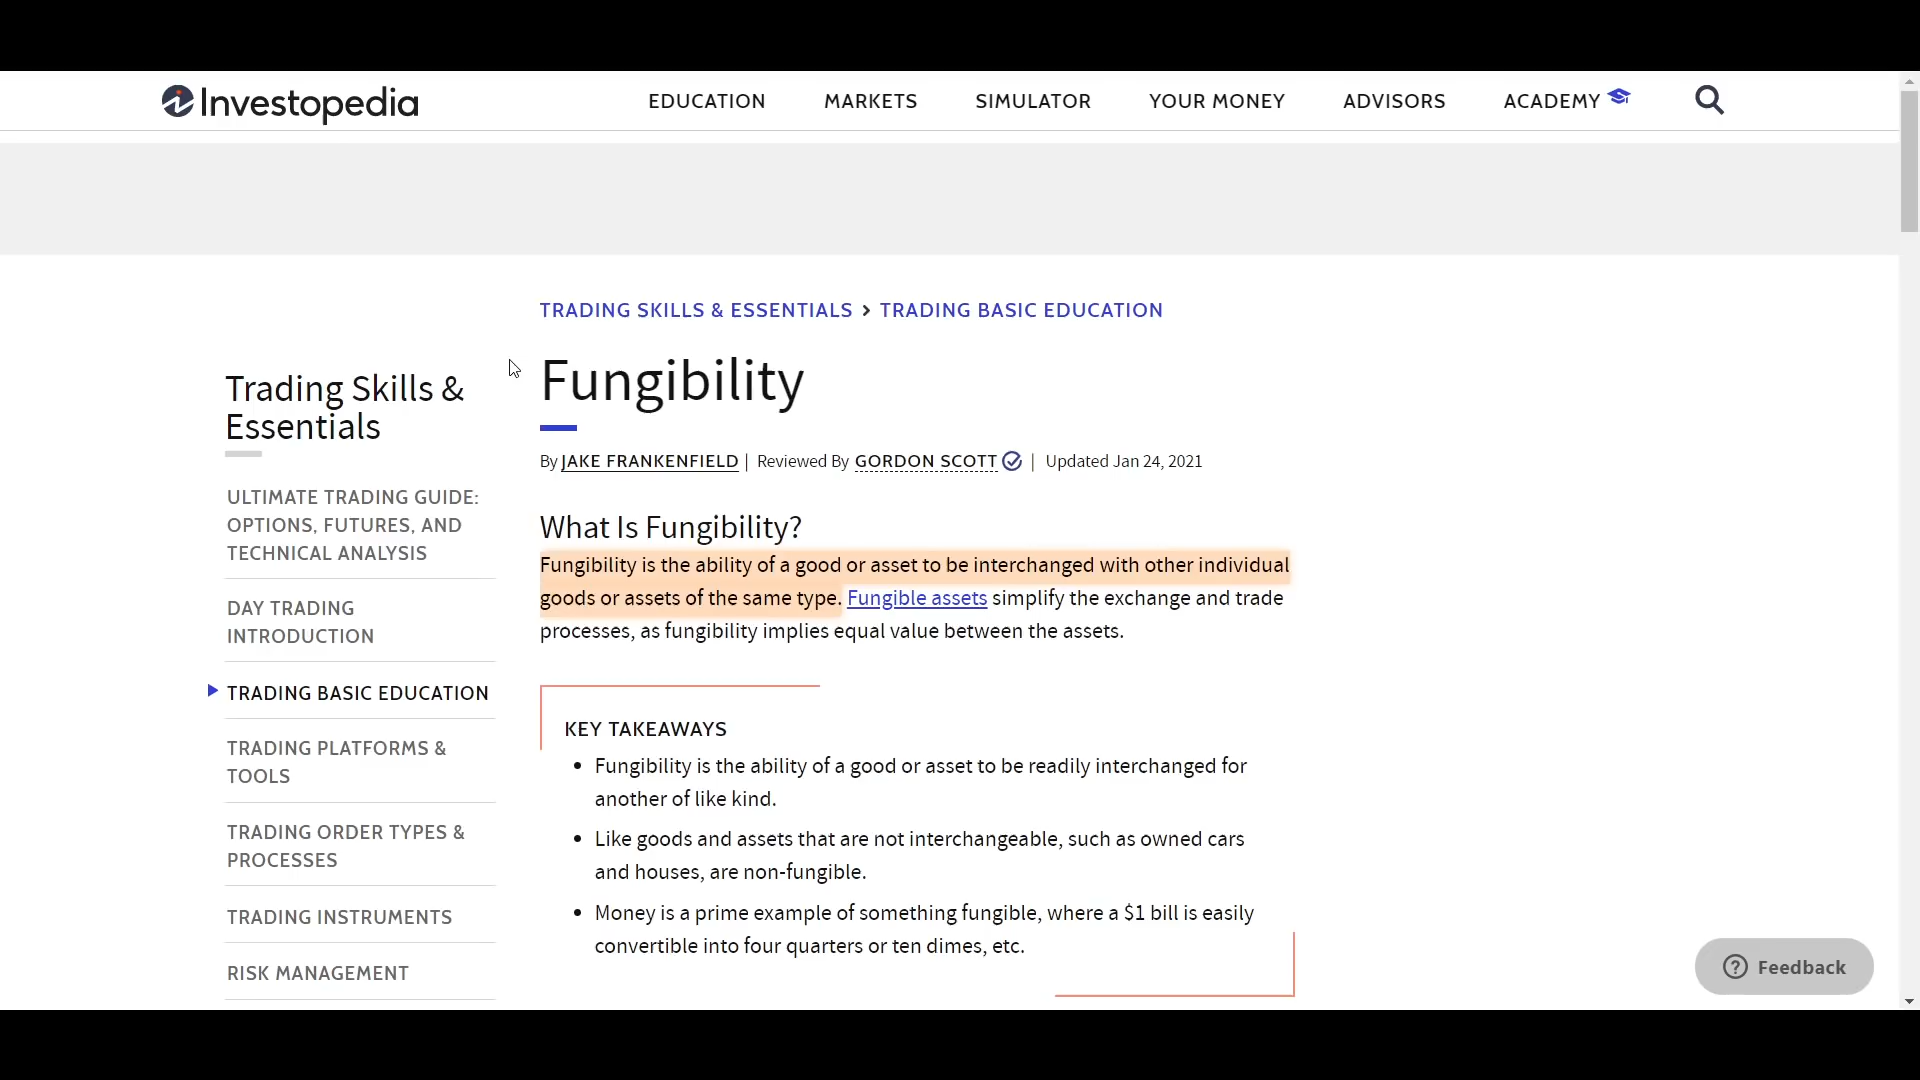 Investopedia
EDUCATION MARKETS SIMULATOR YOUR MONEY ADVISORS ACADEMY
TRADING SKILLS & ESSENTIALS > TRADING BASIC EDUCATION
Trading Skills &
Essentials
ULTIMATE TRADING GUIDE:
OPTIONS, FUTURES, AND
TECHNICAL ANALYSIS
DAY TRADING
INTRODUCTION
TRADING BASIC EDUCATION
TRADING PLATFORMS &
TOOLS
TRADING ORDER TYPES &
PROCESSES
TRADING INSTRUMENTS
RISK MANAGEMENT
Fungibility
By JAKE FRANKENFIELD | Reviewed By GORDON SCOTT | Updated Jan 24, 2021
What Is Fungibility?
Fungibility is the ability of a good or asset to be interchanged with other individual
goods or assets of the same type. Fungible assets simplify the exchange and trade
processes, as fungibility implies equal value between the assets.
KEY TAKEAWAYS
• Fungibility is the ability of a good or asset to be readily interchanged for
another of like kind.
• Like goods and assets that are not interchangeable, such as owned cars
and houses, are non-fungible.
• Money is a prime example of something fungible, where a $1 bill is easily
convertible into four quarters or ten dimes, etc.
Feedback